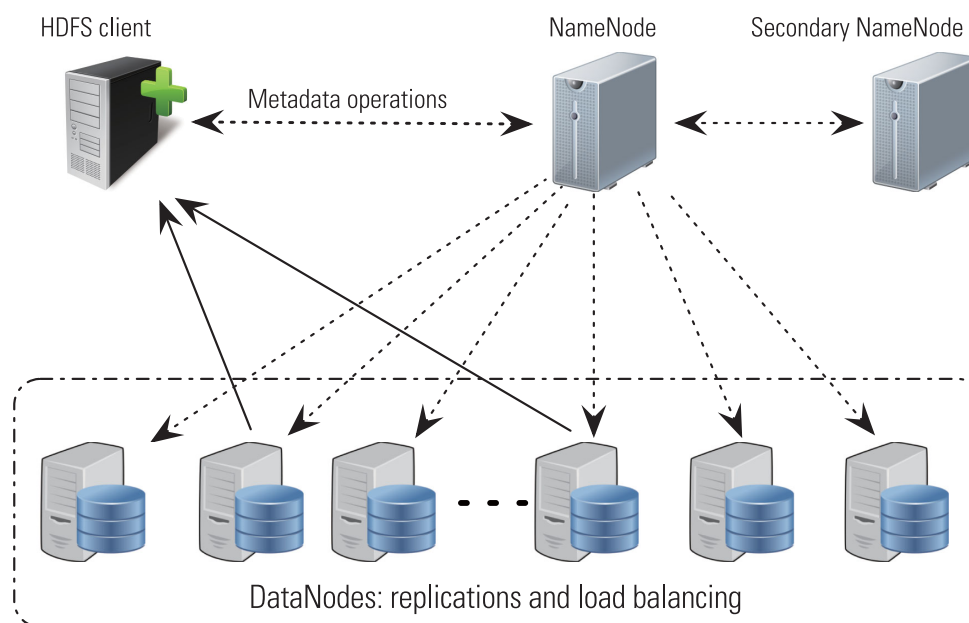 HDFS client
NameNode
Secondary NameNode
Metadata operations
DataNodes: replications and load balancing